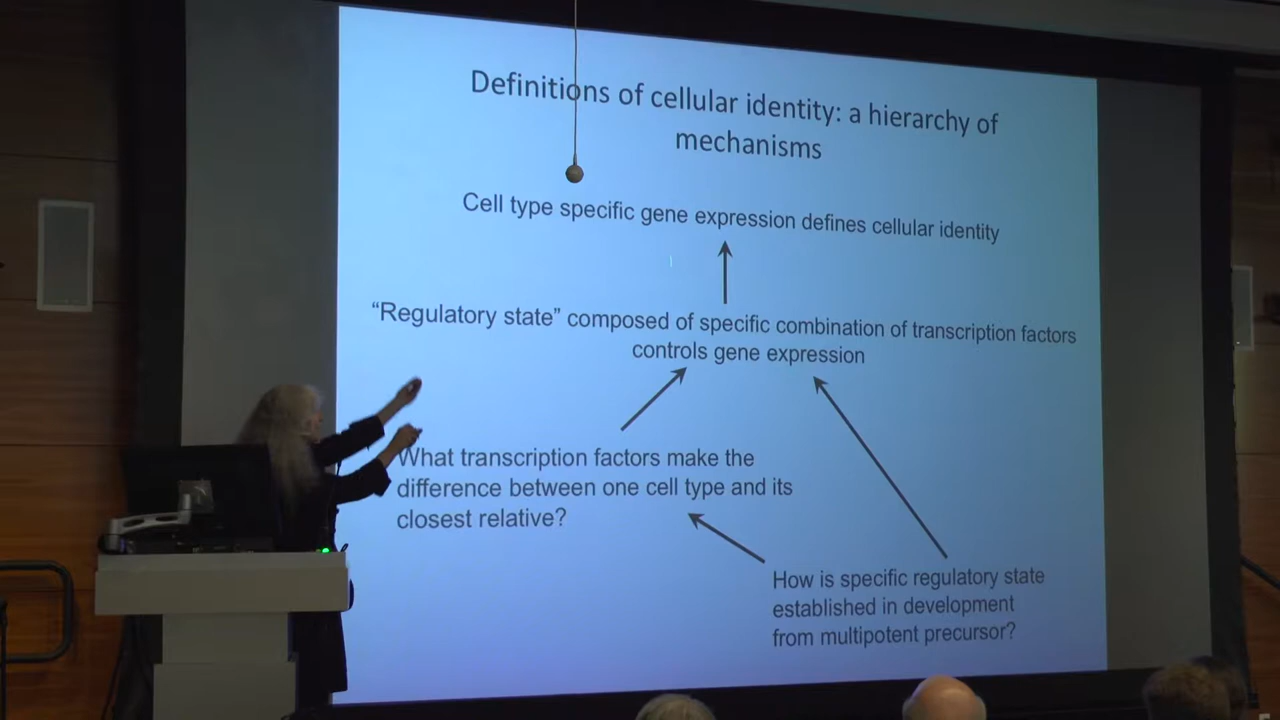 Definitions of cellular identity: a hierarchy of
mechanisms
Cell type specific gene expression defines cellular identity
“Regulatory state” composed of specific combination of transcription factors
controls gene expression
What transcription factors make the
difference between one cell type and its
closest relative?
How is specific regulatory state
established in development
from multipotent precursor?